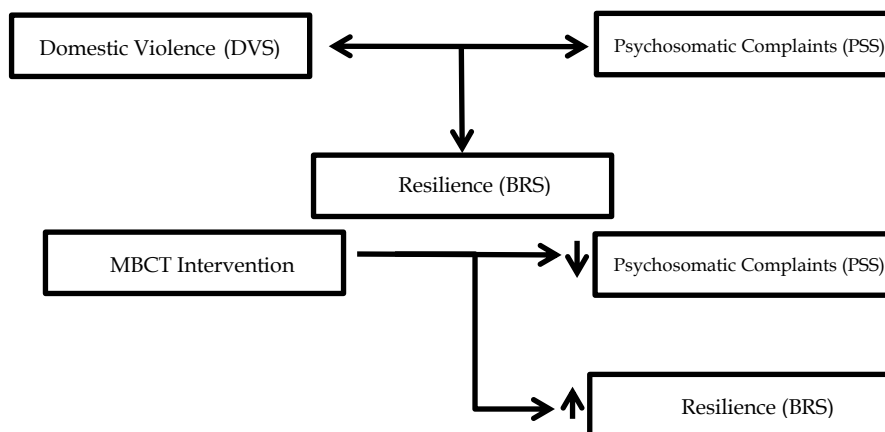 Domestic Violence (DVS)
Psychosomatic Complaints (PSS)
Resilience (BRS)
MBCT Intervention
Psychosomatic Complaints (PSS)
Resilience (BRS)